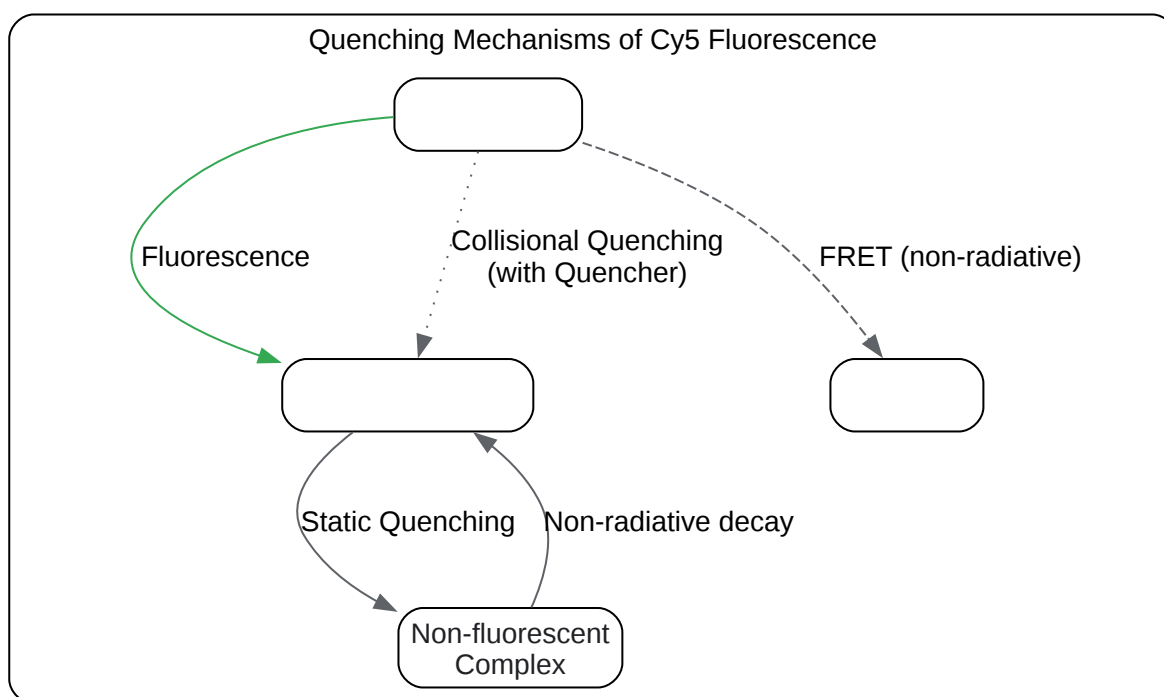 Quenching Mechanisms of Cy5 Fluorescence
Fluorescence
Collisional Quenching
(with Quencher)
FRET (non-radiative)
Static Quenching
Non-radiative decay
Non-fluorescent
Complex